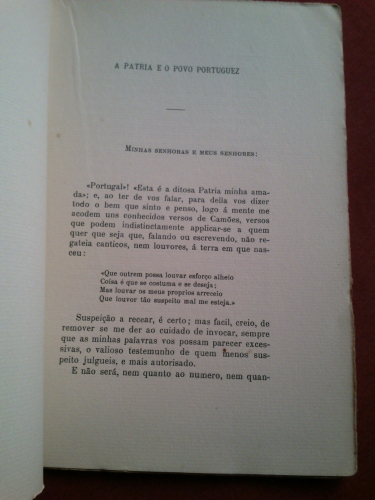 A PATRIA E O POVO PORTUGUEZ
MINHAS SENHORAS E MEUS SENHORES:
«Portugal»! «Esta é a ditosa Patria minha ama-
da»; e, ao ter de vos falar, para della vos dizer
todo o bem que sinto e penso, logo á mente me
acodem uns conhecidos versos de Camões, versos
que podem indistinctamente applicar-se a quem
quer que seja que, falando ou escrevendo, não re-
gateia canticos, nem louvores, á terra em que nas-
ceu:
«Que outrem possa louvar esforço alheio
Coisa é que se costuma e se deseja;
Mas louvar os meus proprios arreceio
Que louvor tão suspeito mal me esteja.»
Suspeição a recear, é certo; mas facil, creio, de
remover se me der ao cuidado de invocar, sempre
que as minhas palavras vos possam parecer exces-
sivas, o valioso testemunho de quem menos sus-
peito julgueis, e mais autorisado.
E não será, nem quanto ao numero, nem quan-